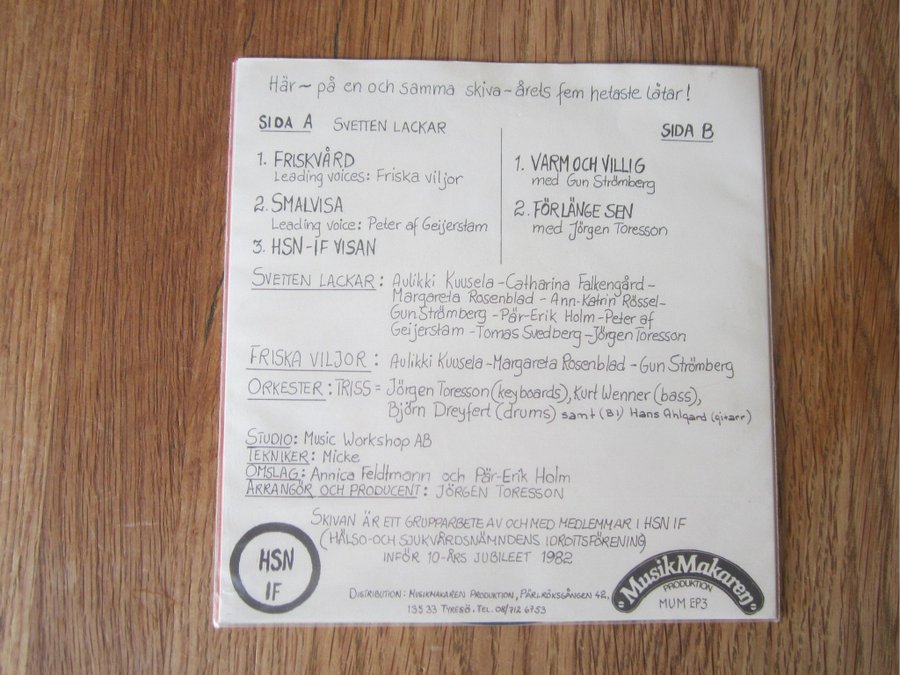 Här~ på en och samma skiva - årets fem hetaste låtar!
SIDA A SVETTEN LACKAR
1. FRISKVÅRD
Leading voices: Friska viljor
2. SMALVISA
Leading voice: Peter af Geijerstam
3. HSN-IF VISAN
SIDA B
1. VARM OCH VILLIG
med Gun Strömberg
2. FÖR LÄNGE SEN
med Jörgen Toresson
SVETTEN LACKAR: Aulikki Kuusela - Catharina Falkengård -
Margareta Rosenblad - Ann-Katrin Rössel -
Gun Strömberg - Pär-Erik Holm - Peter af
Geijerstam - Tomas Svedberg - Jörgen Toresson
FRISKA VILJOR: Aulikki Kuusela - Margareta Rosenblad - Gun Strömberg
ORKESTER: TRISS = Jörgen Toresson (keyboards), Kurt Wenner (bass),
Björn Dreyfert (drums) samt (B1) Hans Ahlgard (gitarr)
STUDIO: Music Workshop AB
TEKNIKER: Micke
OMSLAG: Annica Feldtmann och Pär-Erik Holm
ARRANGÖR OCH PRODUCENT: JÖRGEN TORESSON
SKIVAN ÄR ETT GRUPPARBETE AV OCH MED MEDLEMMAR I HSN IF
(HÄLSO-OCH SJUKVÅRDSNÄMNDENS IDROTTSFÖRENING)
INFÖR 10-ÅRS JUBILEET 1982
HSN
IF
DISTRIBUTION: MUSIKMAKAREN PRODUKTION, PÄRLRÖKSGÅNGEN 42,
135 33 TYRESÖ. TEL. 08/712 6753
MusikMakaren
PRODUKTION
MUM EP3